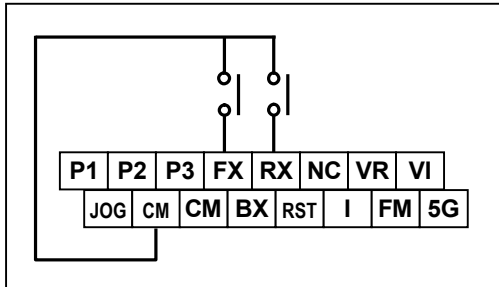 P1 P2 P3 FX RX NC VR VI
JOG CM CM BX RST I FM 5G